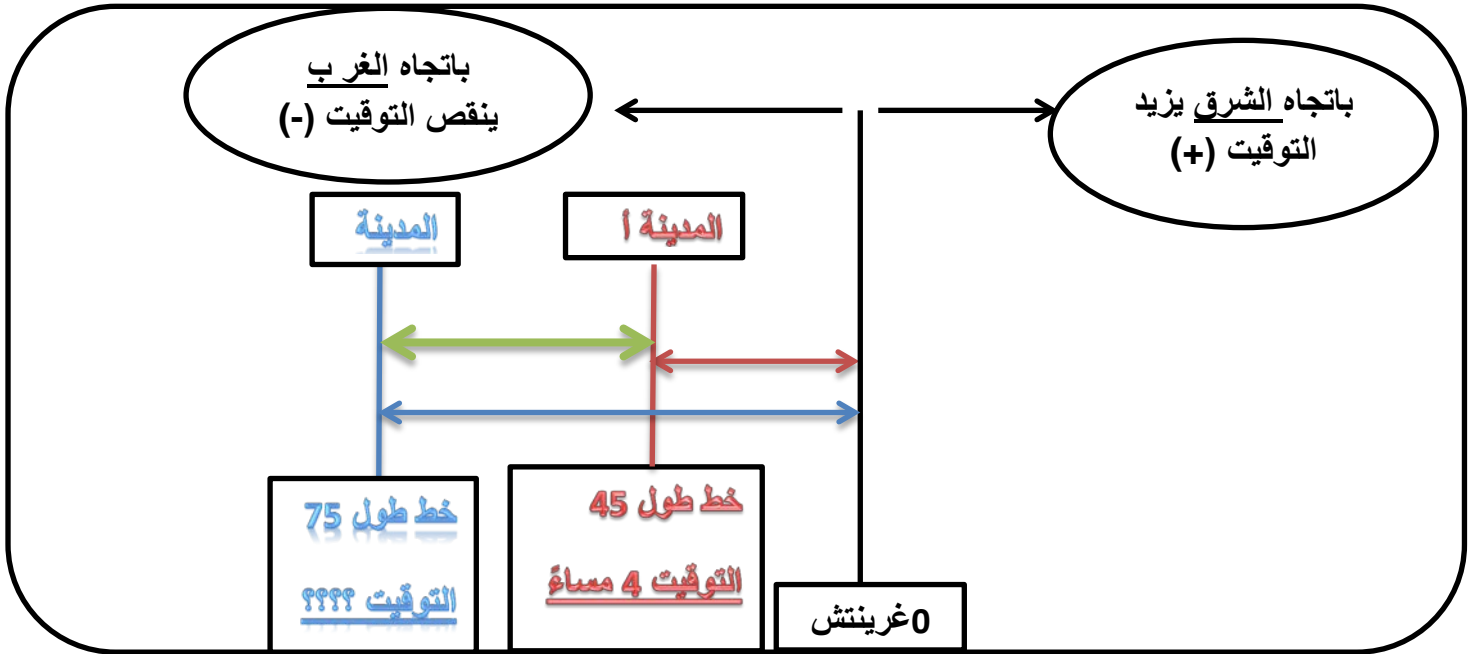 باتجاه الشرق يزيد
التوقيت (+)
باتجاه الغر ب
ينقص التوقيت (-)
المدينة أ
المدينة
خط طول 45
التوقيت 4 مساءً
خط طول 75
التوقيت ؟؟؟؟
0غرينتش